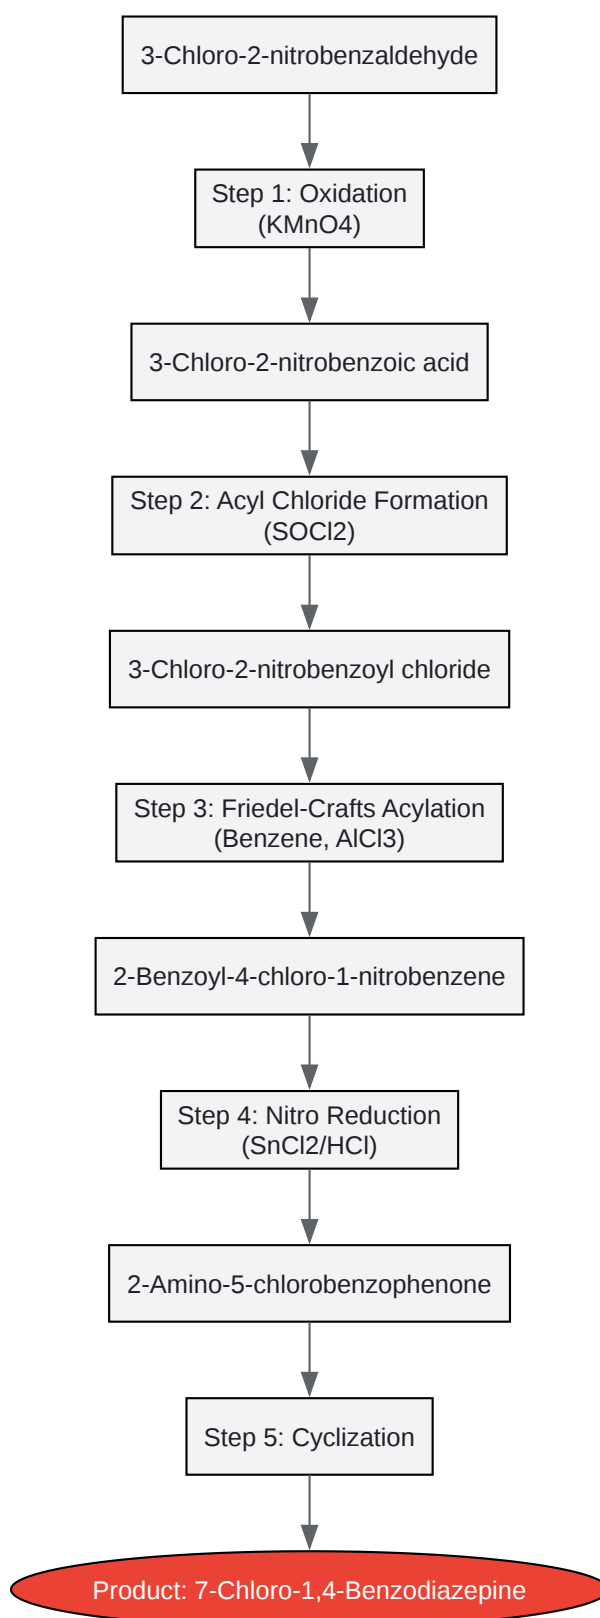 3-Chloro-2-nitrobenzaldehyde
Step 1: Oxidation
(KMnO4)
3-Chloro-2-nitrobenzoic acid
Step 2: Acyl Chloride Formation
(SOCl2)
3-Chloro-2-nitrobenzoyl chloride
Step 3: Friedel-Crafts Acylation
(Benzene, AlCl3)
2-Benzoyl-4-chloro-1-nitrobenzene
Step 4: Nitro Reduction
(SnCl2/HCl)
2-Amino-5-chlorobenzophenone
Step 5: Cyclization
Product: 7-Chloro-1,4-Benzodiazepine